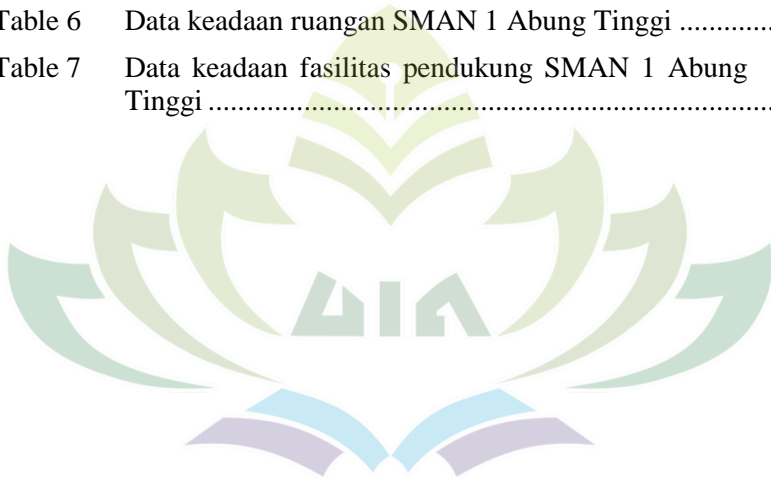 Table 6 Data keadaan ruangan SMAN 1 Abung Tinggi ............
Table 7 Data keadaan fasilitas pendukung SMAN 1 Abung
Tinggi ............................................................................
UIN